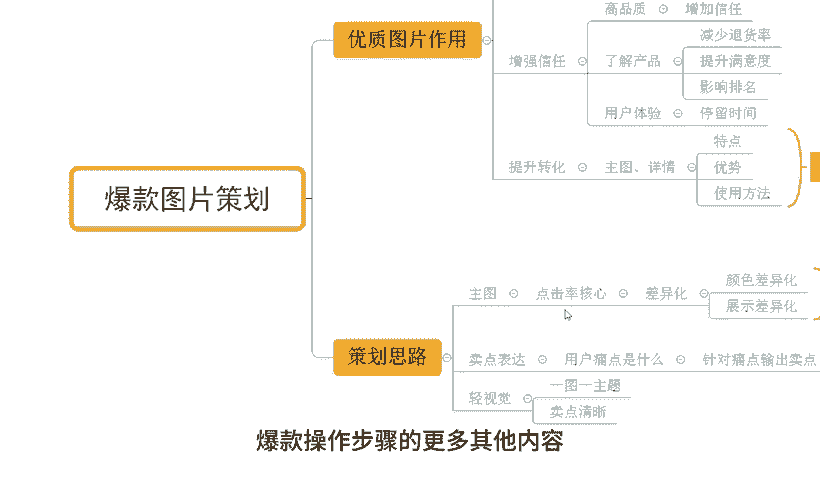 爆款图片策划
优质图片作用
增强信任
高品质
增加信任
了解产品
减少退货率
提升满意度
影响排名
用户体验
停留时间
提升转化
主图、详情
特点
优势
使用方法
策划思路
主图
点击率核心
差异化
颜色差异化
展示差异化
卖点表达
用户痛点是什么
针对痛点输出卖点
轻视觉
一图一主题
卖点清晰
爆款操作步骤的更多其他内容